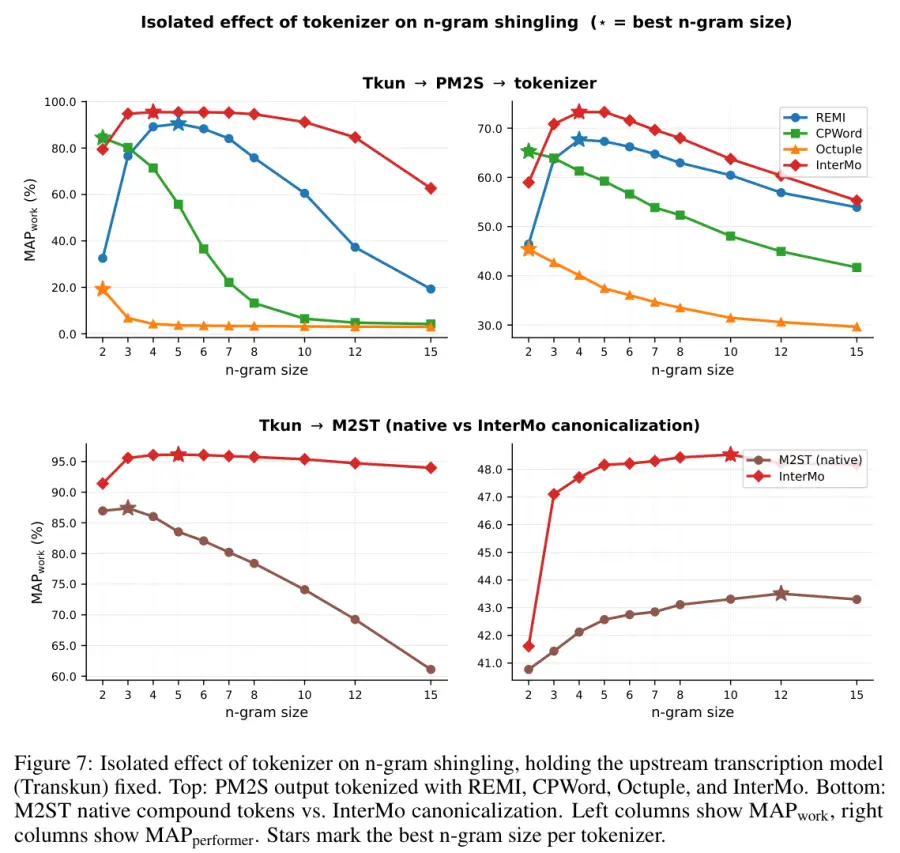 Isolated effect of tokenizer on n-gram shingling (⋆ = best n-gram size)
Tkun → PM2S → tokenizer
100.0
80.0
60.0
40.0
20.0
0.0
MAPwork (%)
2 3 4 5 6 7 8 10 12 15
n-gram size
70.0
60.0
50.0
40.0
30.0
REMI
CPWord
Octuple
InterMo
2 3 4 5 6 7 8 10 12 15
n-gram size
Tkun → M2ST (native vs InterMo canonicalization)
95.0
90.0
85.0
80.0
75.0
70.0
65.0
60.0
MAPwork (%)
2 3 4 5 6 7 8 10 12 15
n-gram size
48.0
47.0
46.0
45.0
44.0
43.0
42.0
41.0
M2ST (native)
InterMo
2 3 4 5 6 7 8 10 12 15
n-gram size
Figure 7: Isolated effect of tokenizer on n-gram shingling, holding the upstream transcription model
(Transkun) fixed. Top: PM2S output tokenized with REMI, CPWord, Octuple, and InterMo. Bottom:
M2ST native compound tokens vs. InterMo canonicalization. Left columns show MAPwork, right
columns show MAPperformer. Stars mark the best n-gram size per tokenizer.